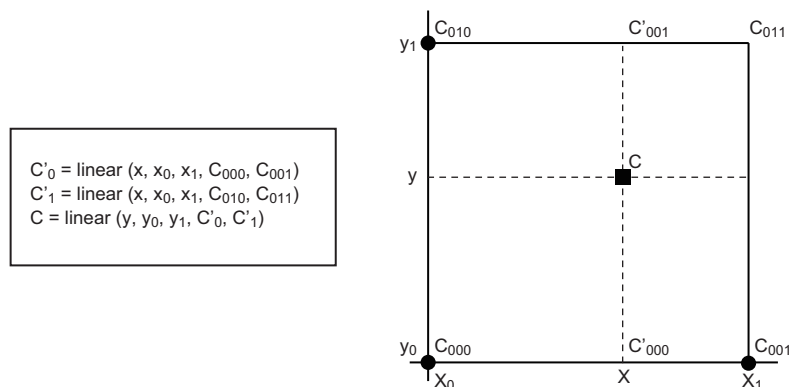 C'₀ = linear (x, x₀, x₁, C₀₀₀, C₀₀₁)
C'₁ = linear (x, x₀, x₁, C₀₁₀, C₀₁₁)
C = linear (y, y₀, y₁, C'₀, C'₁)
y₁ C₀₁₀ C'₀₀₁ C₀₁₁
C
y
y₀ C₀₀₀ C'₀₀₀ C₀₀₁
X₀ X X₁